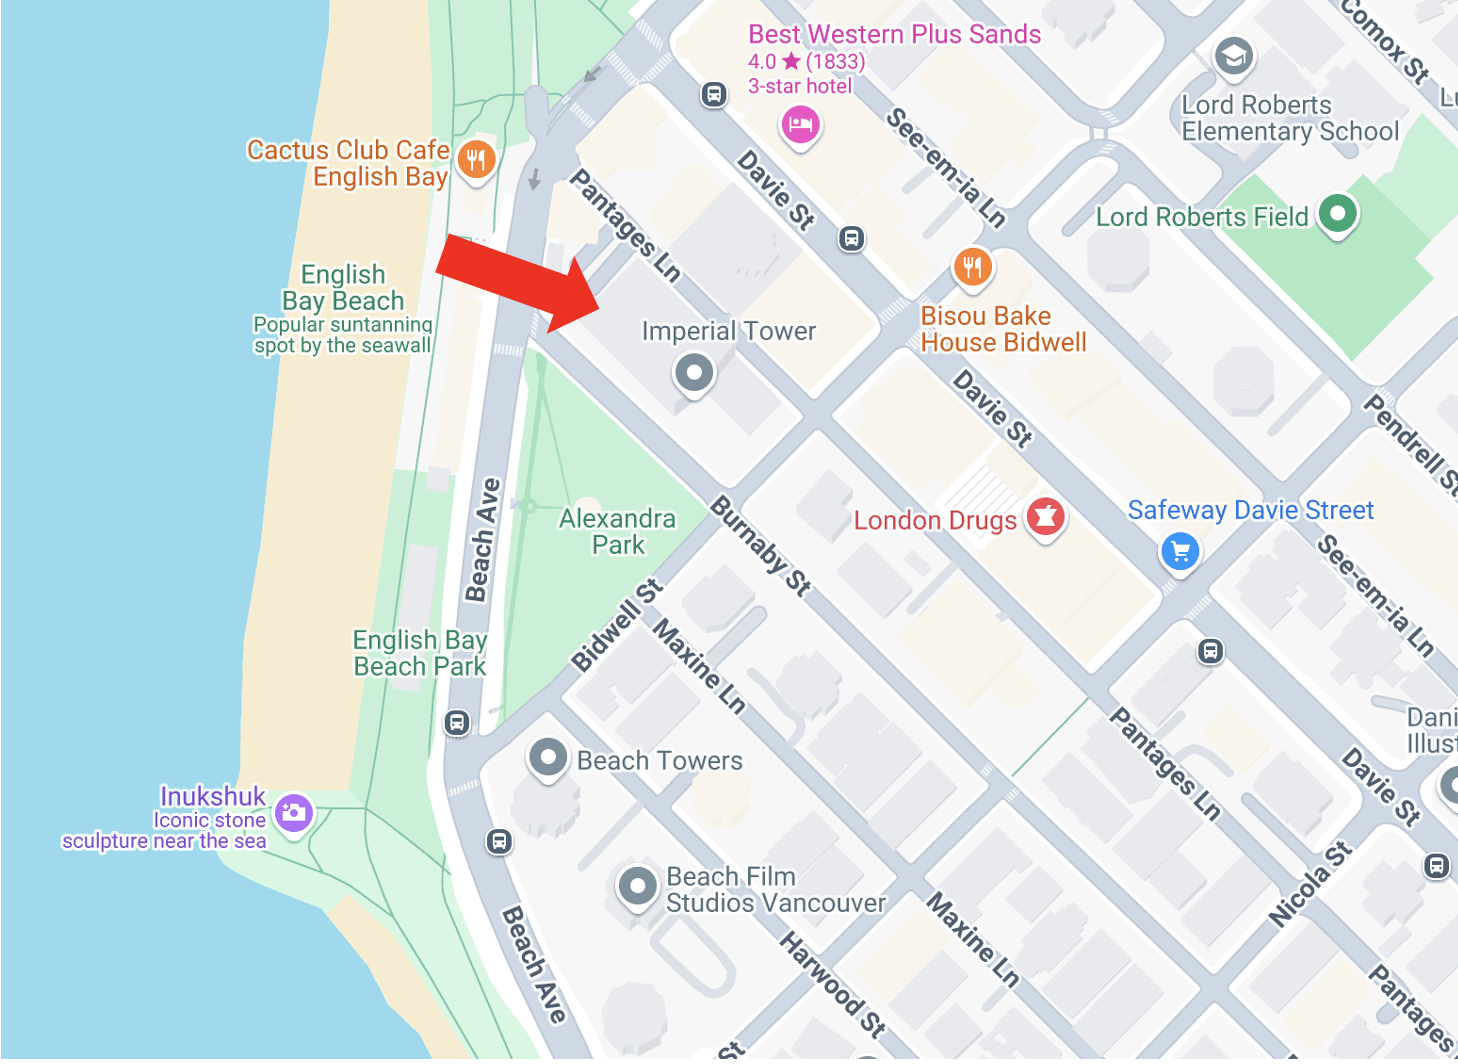 Best Western Plus Sands
4.0 ★ (1833)
3-star hotel
Comox St
Lord Roberts
Elementary School
See-em-ia Ln
Cactus Club Cafe
English Bay
Davie St
Pantages Ln
Lord Roberts Field
English
Bay Beach
Popular suntanning
spot by the seawall
Imperial Tower
Bisou Bake
House Bidwell
Davie St
Pendrell St
Beach Ave
Alexandra
Park
Burnaby St
London Drugs
Safeway Davie Street
See-em-ia Ln
Bidwell St
Maxine Ln
English Bay
Beach Park
Pantages Ln
Dani
Illust
Beach Towers
Davie St
Inukshuk
Iconic stone
sculpture near the sea
Beach Film
Studios Vancouver
Nicola St
Maxine Ln
Beach Ave
Harwood St
Pantages
St